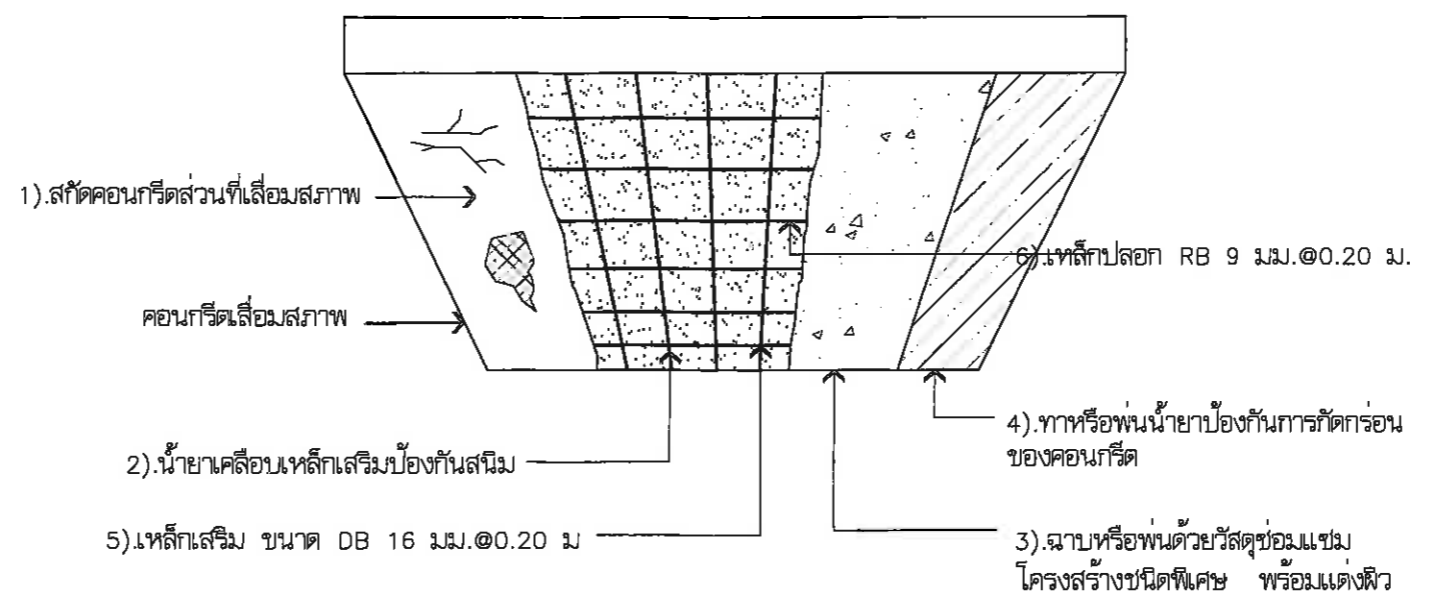 1).สกัดคอนกรีตส่วนที่เสื่อมสภาพ
คอนกรีตเสื่อมสภาพ
2).น้ำยาเคลือบเหล็กเสริมป้องกันสนิม
5).เหล็กเสริม ขนาด DB 16 มม.@0.20 ม
6).เหล็กปลอก RB 9 มม.@0.20 ม.
4).ทาหรือพ่นน้ำยาป้องกันการกัดกร่อน
ของคอนกรีต
3).ฉาบหรือพ่นด้วยวัสดุซ่อมแซม
โครงสร้างชนิดพิเศษ พร้อมแต่งผิว